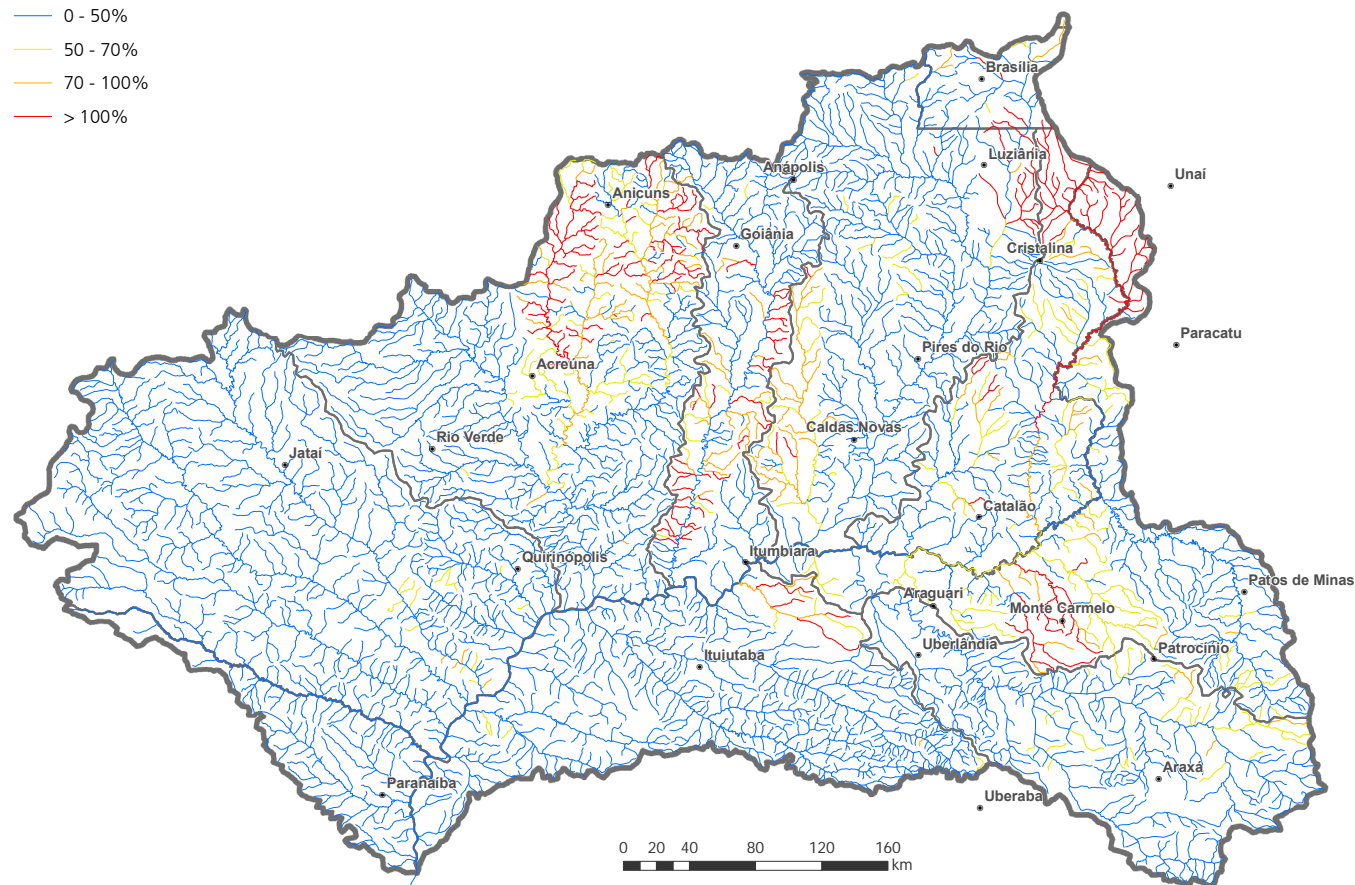 0 - 50%
50 - 70%
70 - 100%
> 100%
Brasília
Luziânia
Unaí
Anápolis
Anicuns
Goiânia
Cristalina
Paracatu
Pires do Rio
Acreúna
Caldas Novas
Rio Verde
Jataí
Catalão
Itumbiara
Quirinópolis
Patos de Minas
Araguari
Monte Carmelo
Uberlândia
Patrocínio
Ituiutaba
Araxá
Paranaíba
Uberaba
0 20 40 80 120 160
km